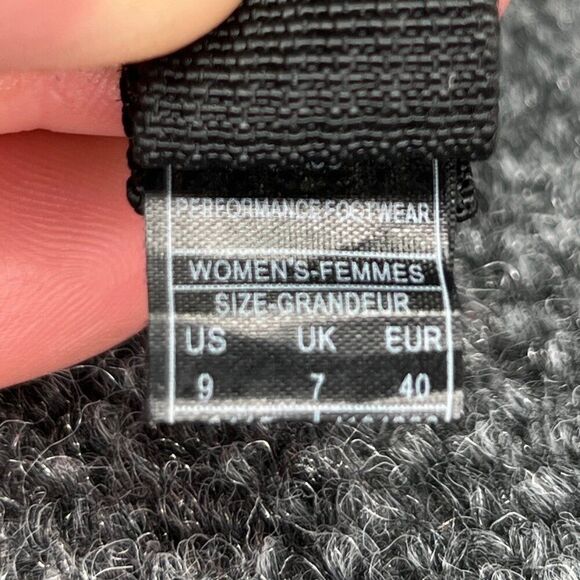 PERFORMANCE FOOTWEAR
WOMEN'S-FEMMES
SIZE-GRANDEUR
US UK EUR
9 7 40